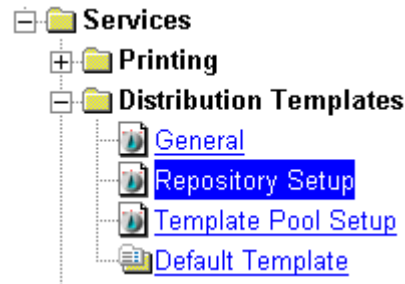 Services
Printing
Distribution Templates
General
Repository Setup
Template Pool Setup
Default Template